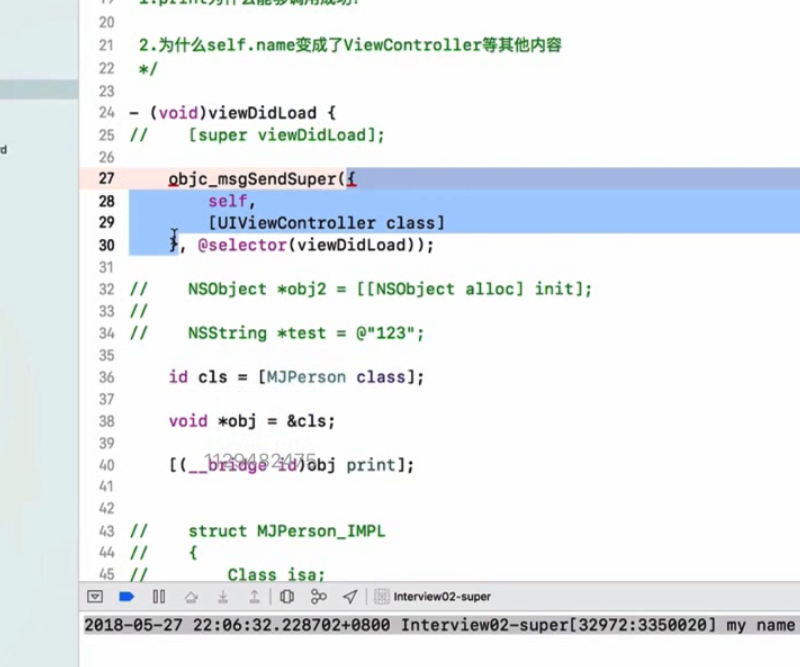 19 1.print为什么能够调用成功?
20
21 2.为什么self.name变成了ViewController等其他内容
22 */
23
24 - (void)viewDidLoad {
25 // [super viewDidLoad];
26
27 objc_msgSendSuper({
28 self,
29 [UIViewController class]
30 }, @selector(viewDidLoad));
31
32 // NSObject *obj2 = [[NSObject alloc] init];
33 //
34 // NSString *test = @"123";
35
36 id cls = [MJPerson class];
37
38 void *obj = &cls;
39
1129482475
40 [(__bridge id)obj print];
41
42
43 // struct MJPerson_IMPL
44 // {
45 // Class isa;
Interview02-super
2018-05-27 22:06:32.228702+0800 Interview02-super[32972:3350020] my name